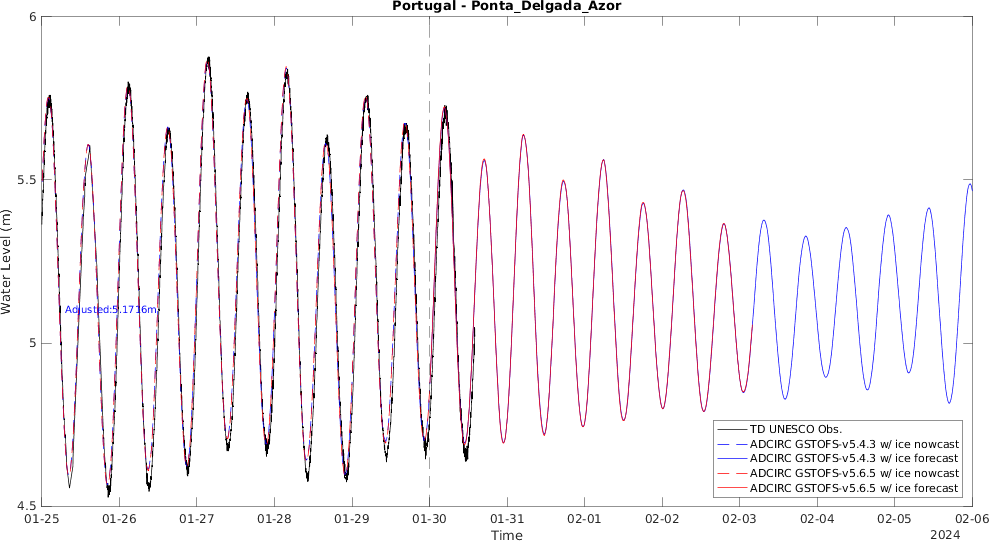 Portugal - Ponta_Delgada_Azor
6
5.5
5
4.5
Water Level (m)
Adjusted:5.1716m
TD UNESCO Obs.
ADCIRC GSTOFS-v5.4.3 w/ ice nowcast
ADCIRC GSTOFS-v5.4.3 w/ ice forecast
ADCIRC GSTOFS-v5.6.5 w/ ice nowcast
ADCIRC GSTOFS-v5.6.5 w/ ice forecast
01-25 01-26 01-27 01-28 01-29 01-30 01-31 02-01 02-02 02-03 02-04 02-05 02-06
Time
2024